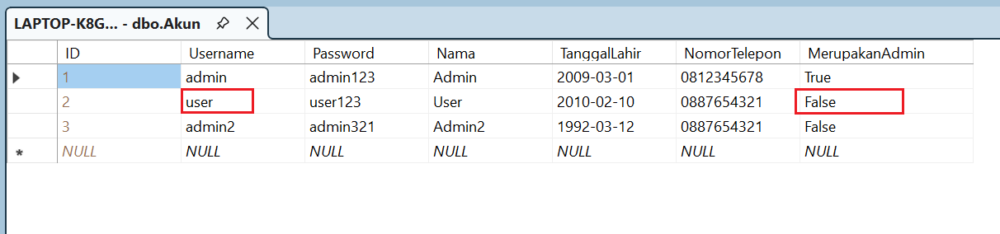 LAPTOP-K8G... - dbo.Akun
ID Username Password Nama TanggalLahir NomorTelepon MerupakanAdmin
1 admin admin123 Admin 2009-03-01 0812345678 True
2 user user123 User 2010-02-10 0887654321 False
3 admin2 admin321 Admin2 1992-03-12 0887654321 False
* NULL NULL NULL NULL NULL NULL NULL